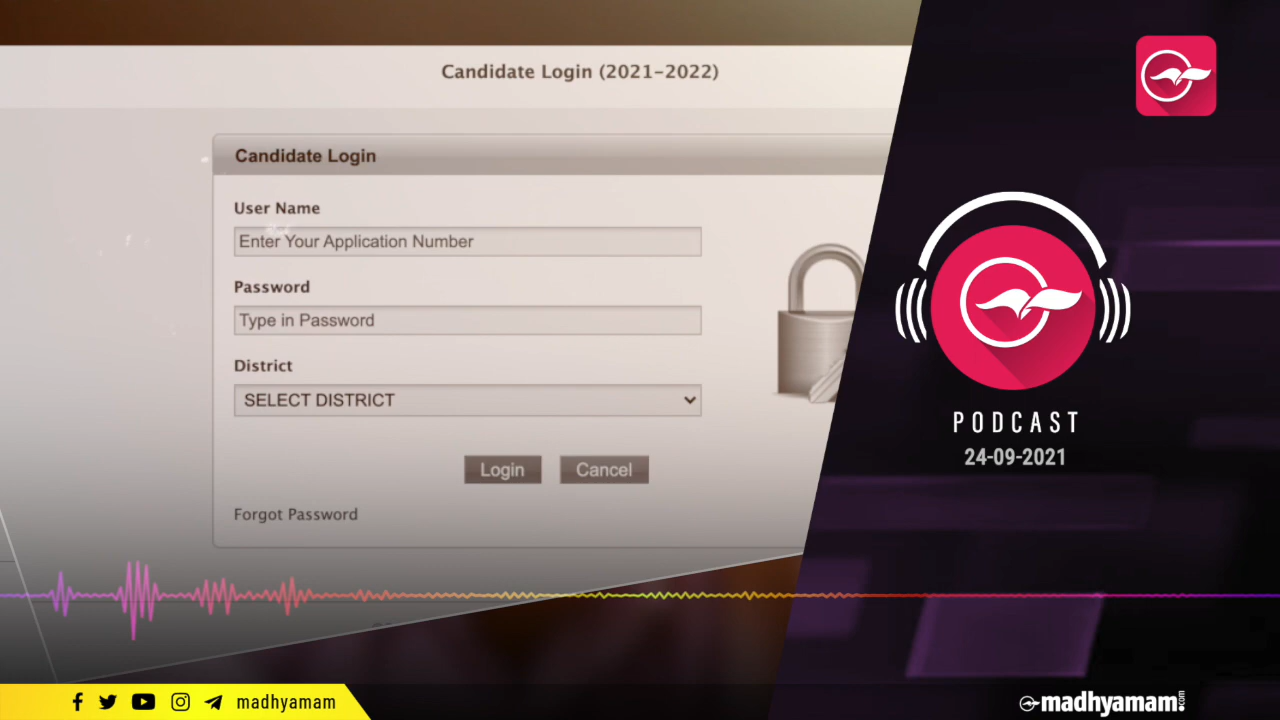 Candidate Login (2021-2022)
Candidate Login
User Name
Enter Your Application Number
Password
Type in Password
District
SELECT DISTRICT
Login Cancel
Forgot Password
PODCAST
24-09-2021
madhyamam
madhyamam.com